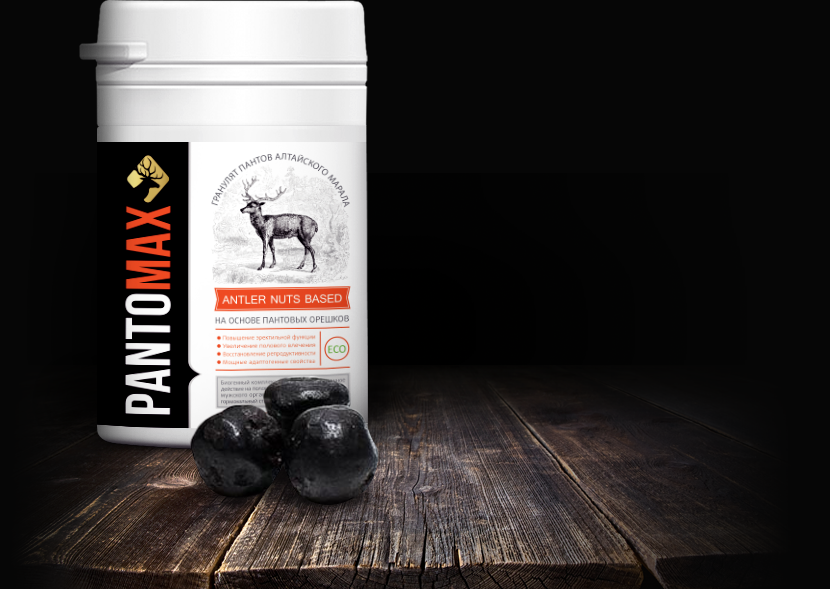 PANTOMAX
ГРАНУЛЯТ ПАНТОВ АЛТАЙСКОГО МАРАЛА
ANTLER NUTS BASED
НА ОСНОВЕ ПАНТОВЫХ ОРЕШКОВ
Повышение эректильной функции
Увеличение полового влечения
Восстановление репродуктивности
Мощные адаптогенные свойства
ECO